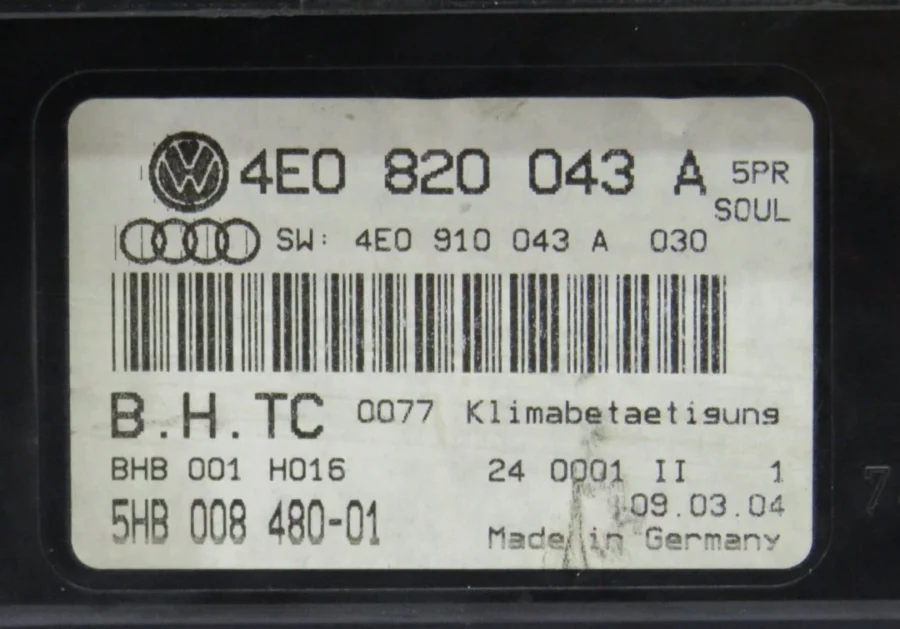 4E0 820 043 A 5PR
SOUL
SW: 4E0 910 043 A 030
B.H.TC 0077 Klimabetaetigung
BHB 001 H016 24 0001 II 1
09.03.04
5HB 008 480-01 Made in Germany
7